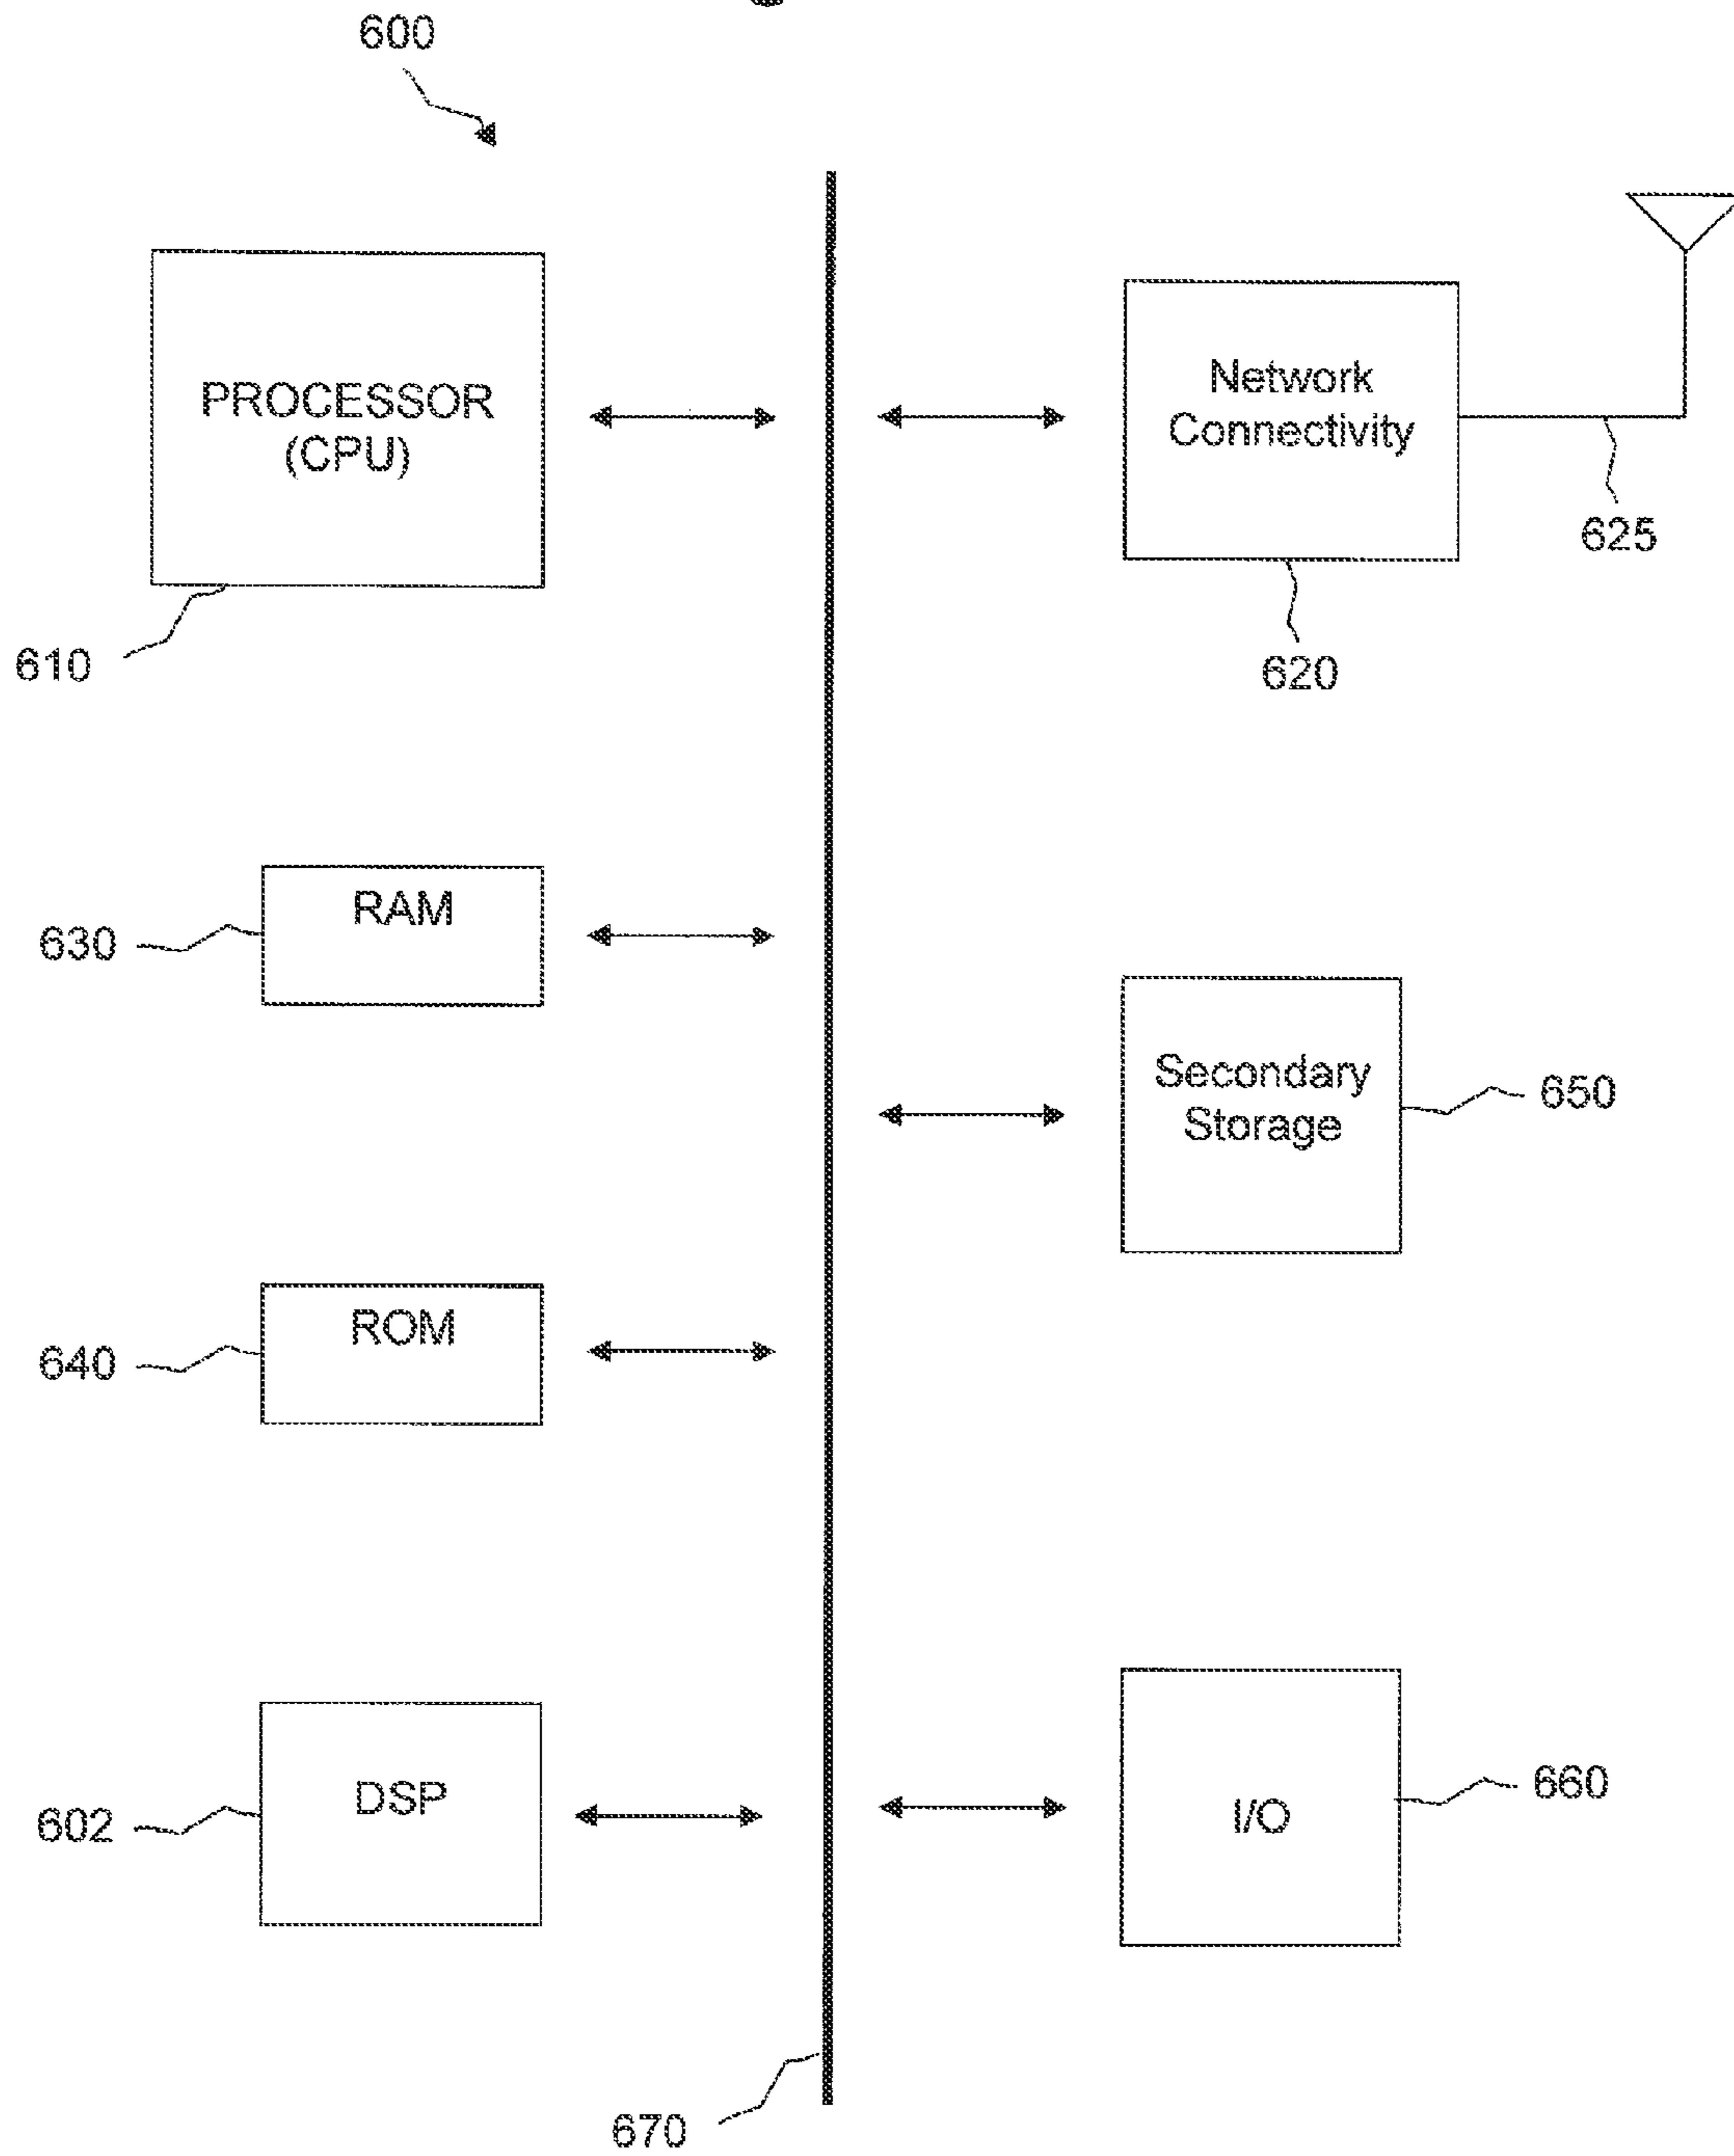 600
PROCESSOR
(CPU)
610
Network
Connectivity
625
620
RAM
630
Secondary
Storage
650
ROM
640
DSP
602
I/O
660
670